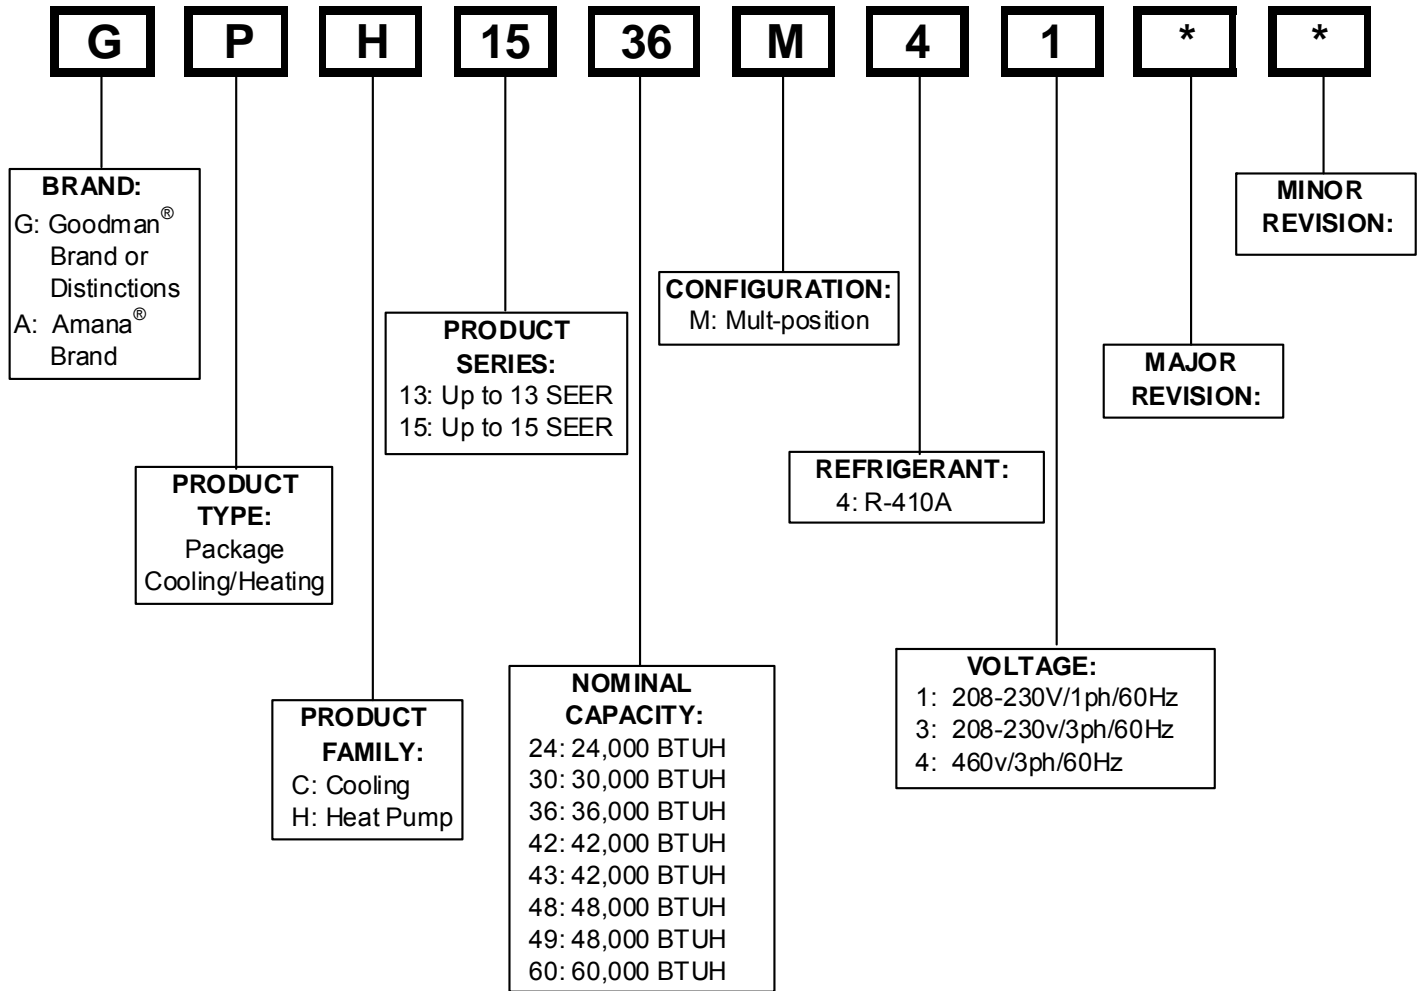 G P H 15 36 M 4 1 * *
BRAND:
G: Goodman®
Brand or
Distinctions
A: Amana®
Brand
PRODUCT
TYPE:
Package
Cooling/Heating
PRODUCT
FAMILY:
C: Cooling
H: Heat Pump
PRODUCT
SERIES:
13: Up to 13 SEER
15: Up to 15 SEER
NOMINAL
CAPACITY:
24: 24,000 BTUH
30: 30,000 BTUH
36: 36,000 BTUH
42: 42,000 BTUH
43: 42,000 BTUH
48: 48,000 BTUH
49: 48,000 BTUH
60: 60,000 BTUH
CONFIGURATION:
M: Mult-position
REFRIGERANT:
4: R-410A
VOLTAGE:
1: 208-230V/1ph/60Hz
3: 208-230v/3ph/60Hz
4: 460v/3ph/60Hz
MAJOR
REVISION:
MINOR
REVISION: